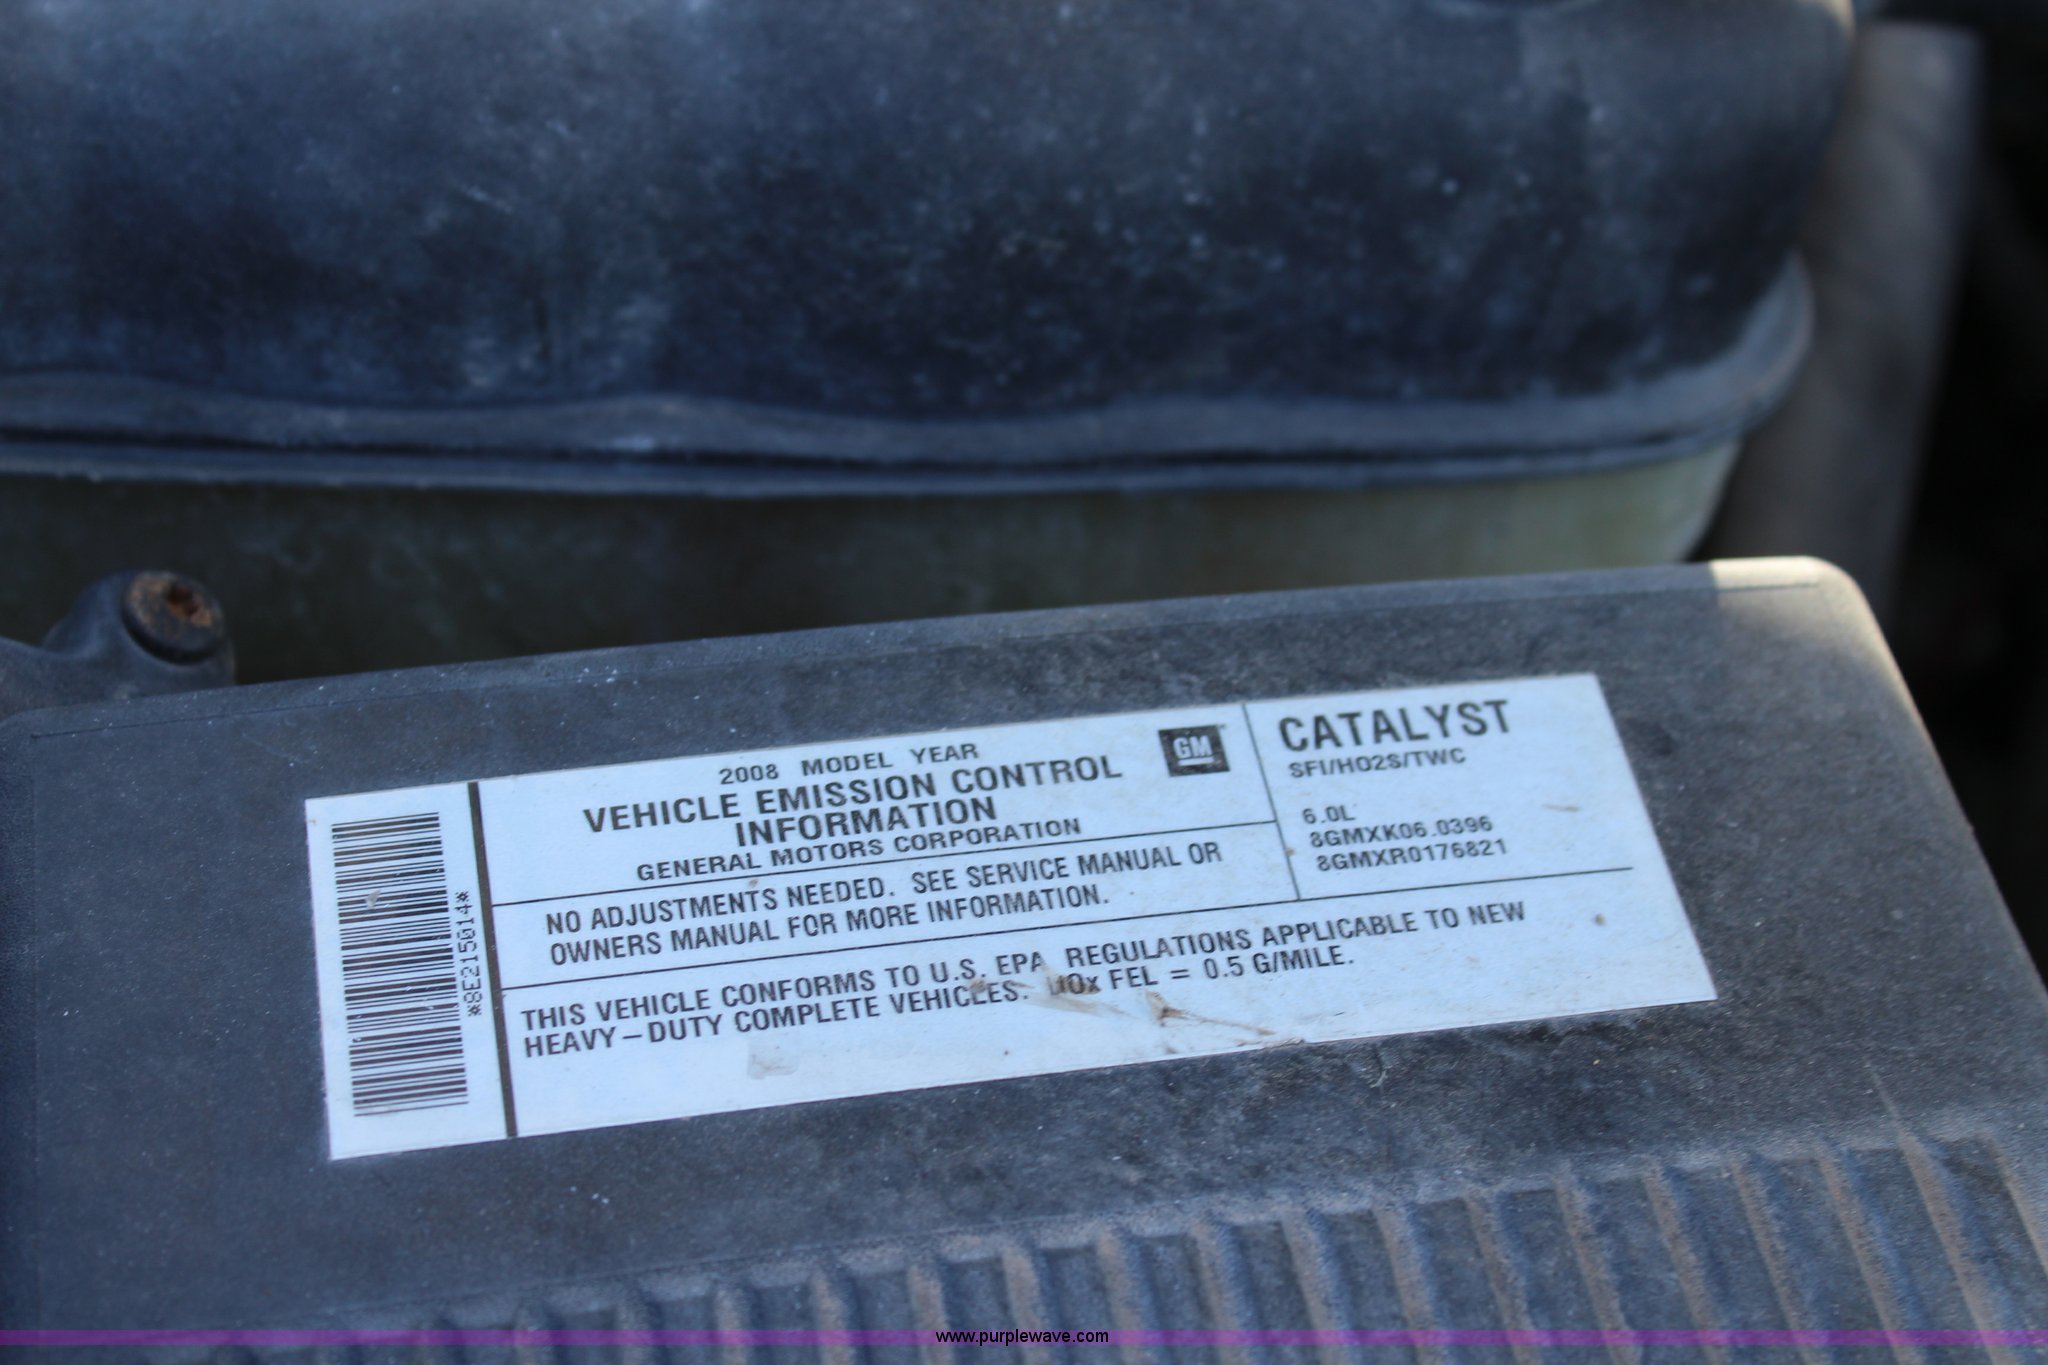 2008 MODEL YEAR
VEHICLE EMISSION CONTROL
INFORMATION
GENERAL MOTORS CORPORATION
GM
CATALYST
SFI/HO2S/TWC
6.0L
8GMXK06.0396
8GMXR0176821
NO ADJUSTMENTS NEEDED. SEE SERVICE MANUAL OR
OWNERS MANUAL FOR MORE INFORMATION.
THIS VEHICLE CONFORMS TO U.S. EPA REGULATIONS APPLICABLE TO NEW
HEAVY-DUTY COMPLETE VEHICLES. NOx FEL = 0.5 G/MILE.
*8E215014*
www.purplewave.com